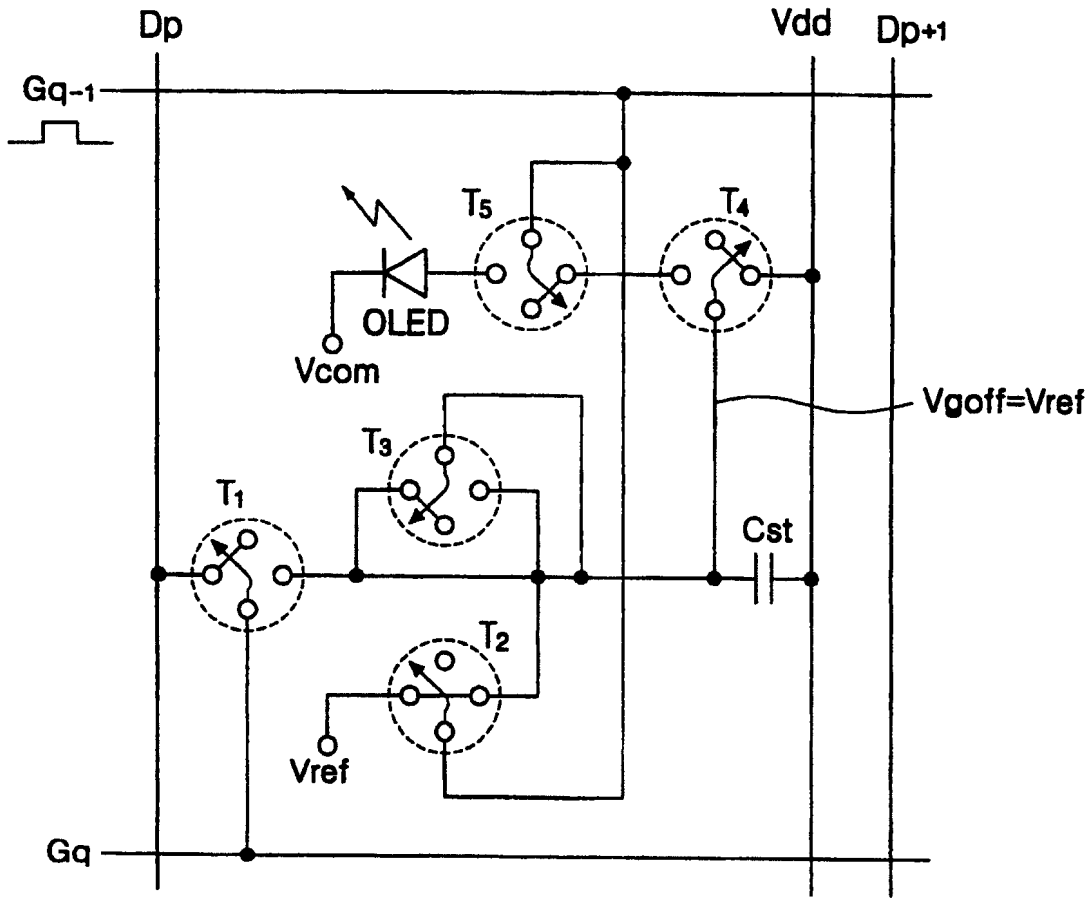 Dp
Vdd
Dp+1
Gq-1
T5
T4
OLED
Vcom
Vgoff=Vref
T3
T1
Cst
T2
Vref
Gq